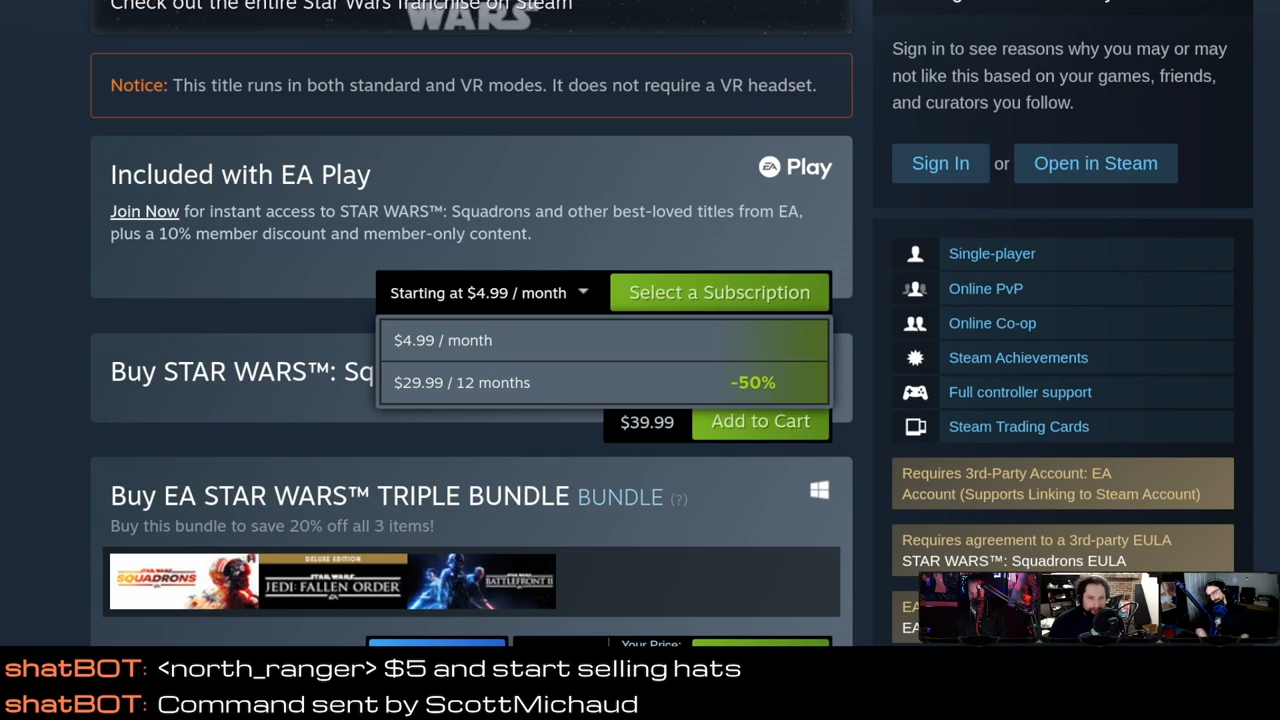 Check out the entire Star Wars franchise on Steam
WARS
Notice: This title runs in both standard and VR modes. It does not require a VR headset.
Included with EA Play
EA Play
Join Now for instant access to STAR WARS™: Squadrons and other best-loved titles from EA,
plus a 10% member discount and member-only content.
Starting at $4.99 / month
Select a Subscription
$4.99 / month
$29.99 / 12 months -50%
Buy STAR WARS™: Sq
$39.99
Add to Cart
Buy EA STAR WARS™ TRIPLE BUNDLE BUNDLE (?)
Buy this bundle to save 20% off all 3 items!
STAR WARS
SQUADRONS
DELUXE EDITION
STAR WARS
JEDI: FALLEN ORDER
STAR WARS
BATTLEFRONT II
Your Price:
Sign in to see reasons why you may or may
not like this based on your games, friends,
and curators you follow.
Sign In or Open in Steam
Single-player
Online PvP
Online Co-op
Steam Achievements
Full controller support
Steam Trading Cards
Requires 3rd-Party Account: EA
Account (Supports Linking to Steam Account)
Requires agreement to a 3rd-party EULA
STAR WARS™: Squadrons EULA
EA
EA
shatBOT: <north_ranger> $5 and start selling hats
shatBOT: Command sent by ScottMichaud